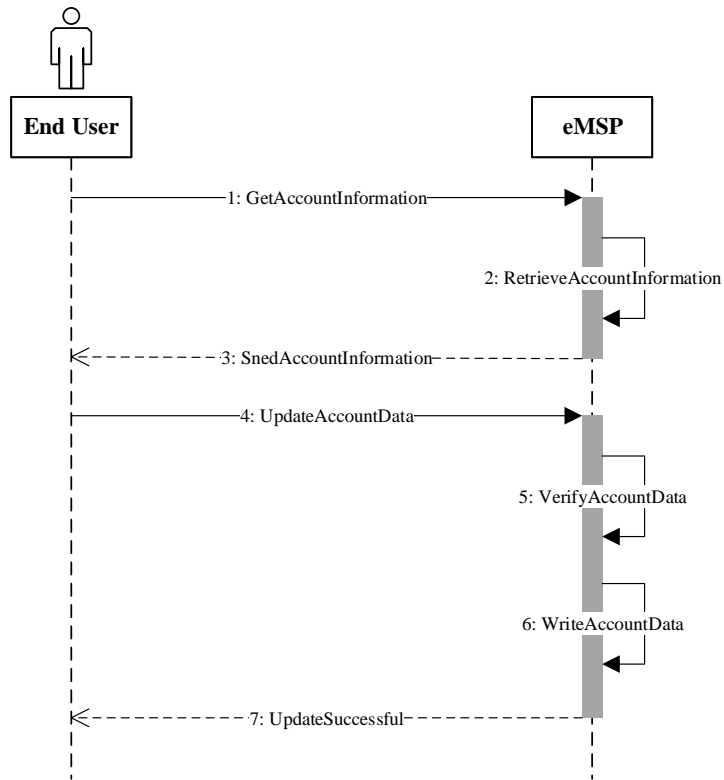 End User
eMSP
1: GetAccountInformation
2: RetrieveAccountInformation
3: SnedAccountInformation
4: UpdateAccountData
5: VerifyAccountData
6: WriteAccountData
7: UpdateSuccessful